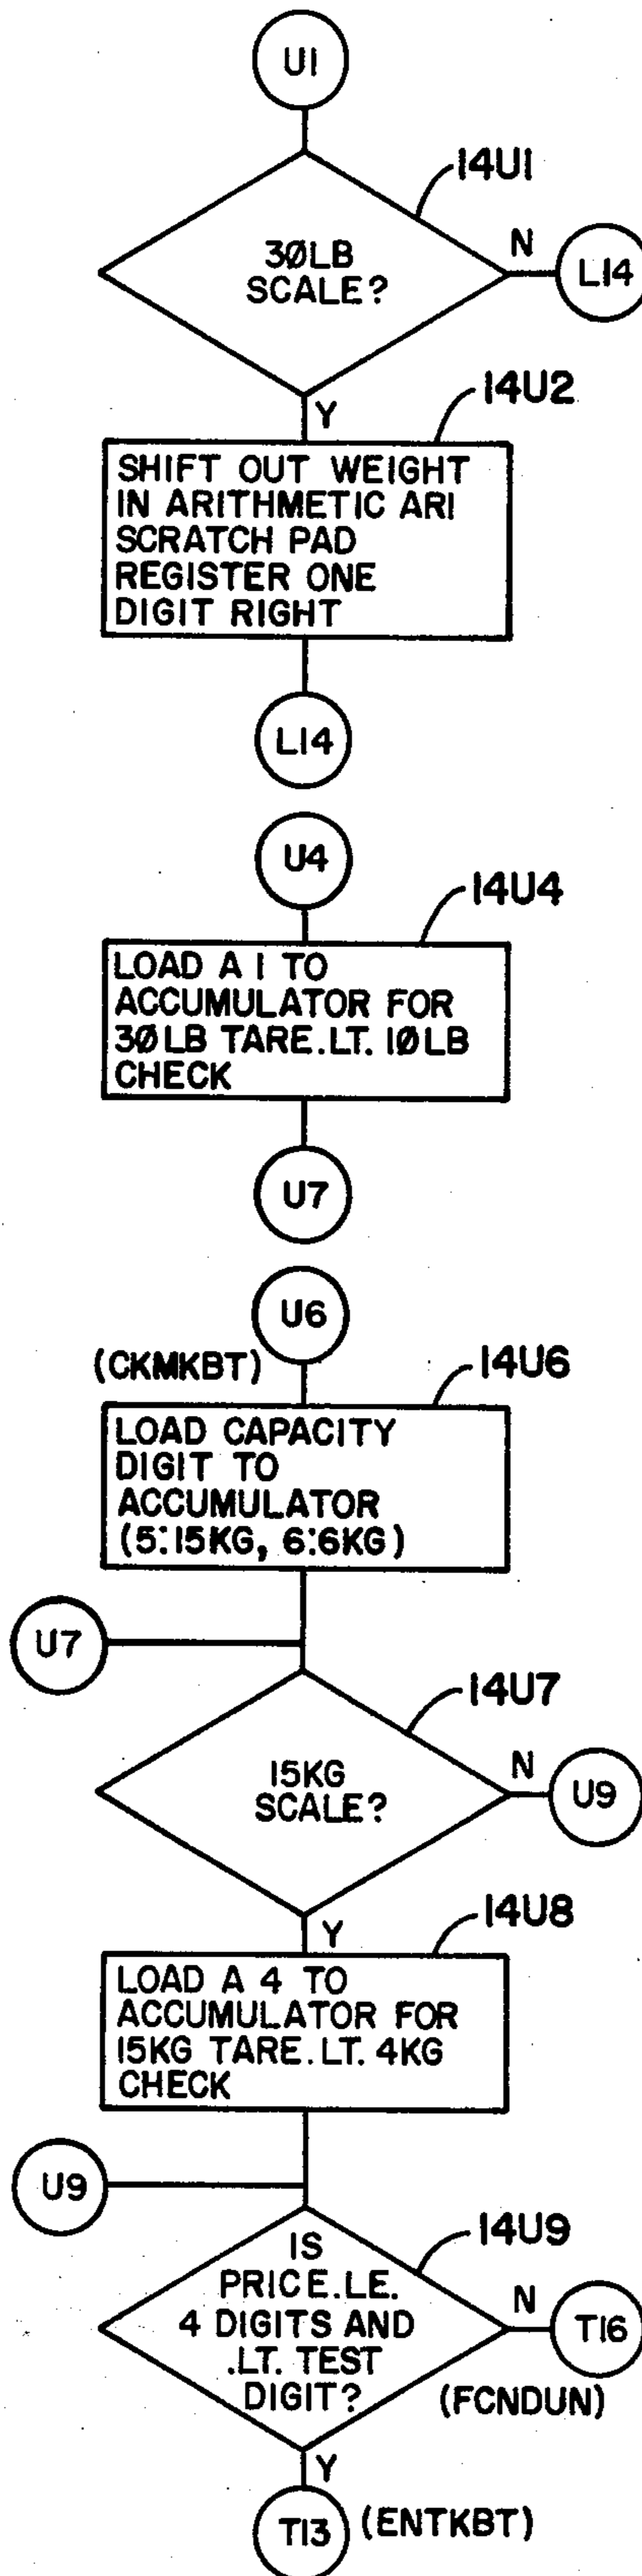 U1
14U1
30LB
SCALE?
N
L14
Y
14U2
SHIFT OUT WEIGHT
IN ARITHMETIC AR1
SCRATCH PAD
REGISTER ONE
DIGIT RIGHT
L14
U4
14U4
LOAD A 1 TO
ACCUMULATOR FOR
30LB TARE.LT. 10LB
CHECK
U7
U6
(CKMKBT)
14U6
LOAD CAPACITY
DIGIT TO
ACCUMULATOR
(5:15KG, 6:6KG)
U7
14U7
15KG
SCALE?
N
U9
Y
14U8
LOAD A 4 TO
ACCUMULATOR FOR
15KG TARE.LT. 4KG
CHECK
U9
14U9
IS
PRICE.LE.
4 DIGITS AND
.LT. TEST
DIGIT?
N
T16
(FCNDUN)
Y
T13 (ENTKBT)